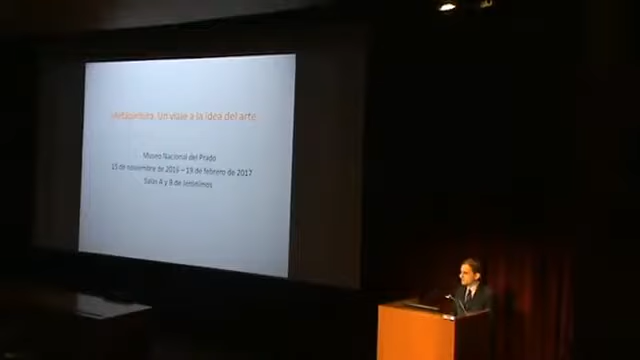 Metapintura. Un viaje a la idea del arte
Museo Nacional del Prado
15 de noviembre de 2016 – 19 de febrero de 2017
Salas A y B de Jerónimos